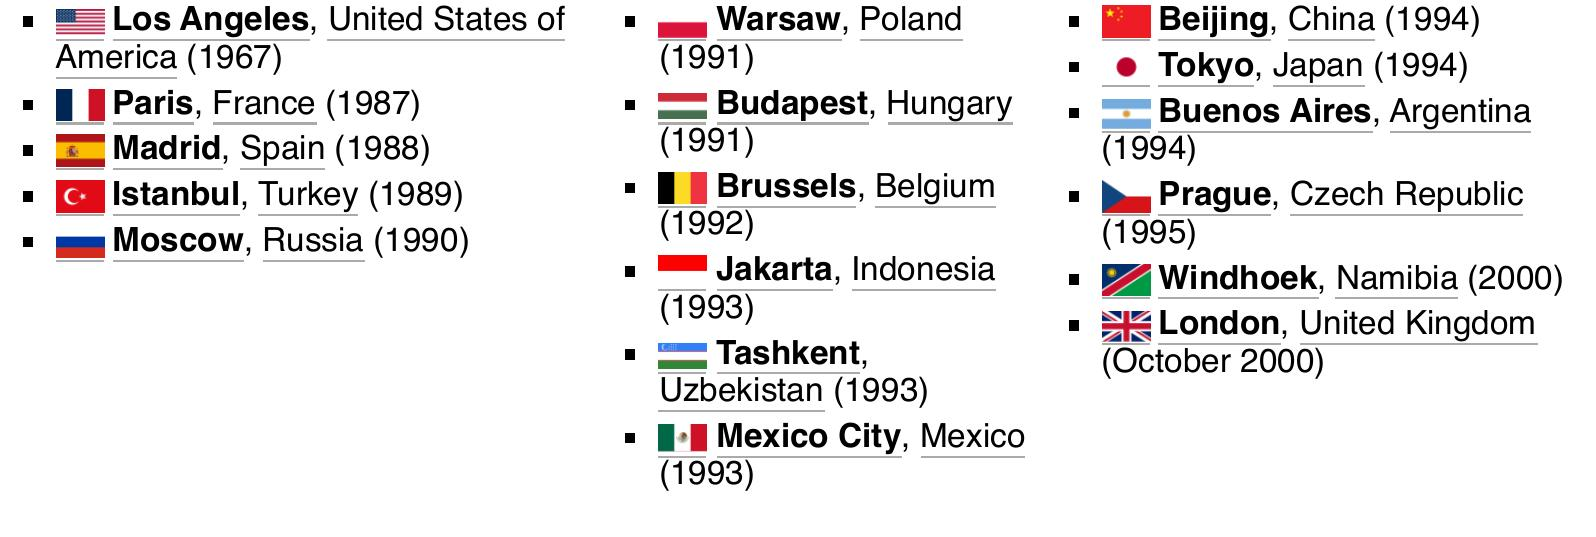 Los Angeles, United States of
America (1967)
Paris, France (1987)
Madrid, Spain (1988)
Istanbul, Turkey (1989)
Moscow, Russia (1990)
Warsaw, Poland
(1991)
Budapest, Hungary
(1991)
Brussels, Belgium
(1992)
Jakarta, Indonesia
(1993)
Tashkent,
Uzbekistan (1993)
Mexico City, Mexico
(1993)
Beijing, China (1994)
Tokyo, Japan (1994)
Buenos Aires, Argentina
(1994)
Prague, Czech Republic
(1995)
Windhoek, Namibia (2000)
London, United Kingdom
(October 2000)